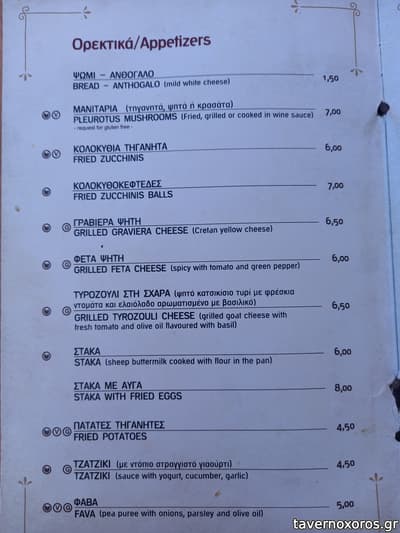 Ορεκτικά/Appetizers
ΨΩΜΙ – ΑΝΘΟΓΑΛΟ
BREAD – ANTHOGALO (mild white cheese) 1,50
ΜΑΝΙΤΑΡΙΑ (τηγανητά, ψητά ή κρασάτα)
PLEUROTUS MUSHROOMS (Fried, grilled or cooked in wine sauce) 7,00
- request for gluten free -
ΚΟΛΟΚΥΘΙΑ ΤΗΓΑΝΗΤΑ
FRIED ZUCCHINIS 6,00
ΚΟΛΟΚΥΘΟΚΕΦΤΕΔΕΣ
FRIED ZUCCHINIS BALLS 7,00
G ΓΡΑΒΙΕΡΑ ΨΗΤΗ
GRILLED GRAVIERA CHEESE (Cretan yellow cheese) 6,50
G ΦΕΤΑ ΨΗΤΗ
GRILLED FETA CHEESE (spicy with tomato and green pepper) 6,00
ΤΥΡΟΖΟΥΛΙ ΣΤΗ ΣΧΑΡΑ (ψητό κατσικίσιο τυρί με φρέσκια
ντομάτα και ελαιόλαδο αρωματισμένο με βασιλικό)
G GRILLED TYROZOULI CHEESE (grilled goat cheese with 6,50
fresh tomato and olive oil flavoured with basil)
ΣΤΑΚΑ
STAKA (sheep buttermilk cooked with flour in the pan) 6,00
ΣΤΑΚΑ ΜΕ ΑΥΓΑ
STAKA WITH FRIED EGGS 8,00
V G ΠΑΤΑΤΕΣ ΤΗΓΑΝΗΤΕΣ
FRIED POTATOES 4,50
G ΤΖΑΤΖΙΚΙ (με ντόπιο στραγγιστό γιαούρτι)
TZATZIKI (sauce with yogurt, cucumber, garlic) 4,50
V G ΦΑΒΑ
FAVA (pea puree with onions, parsley and olive oil) 5,00
tavernoxoros.gr